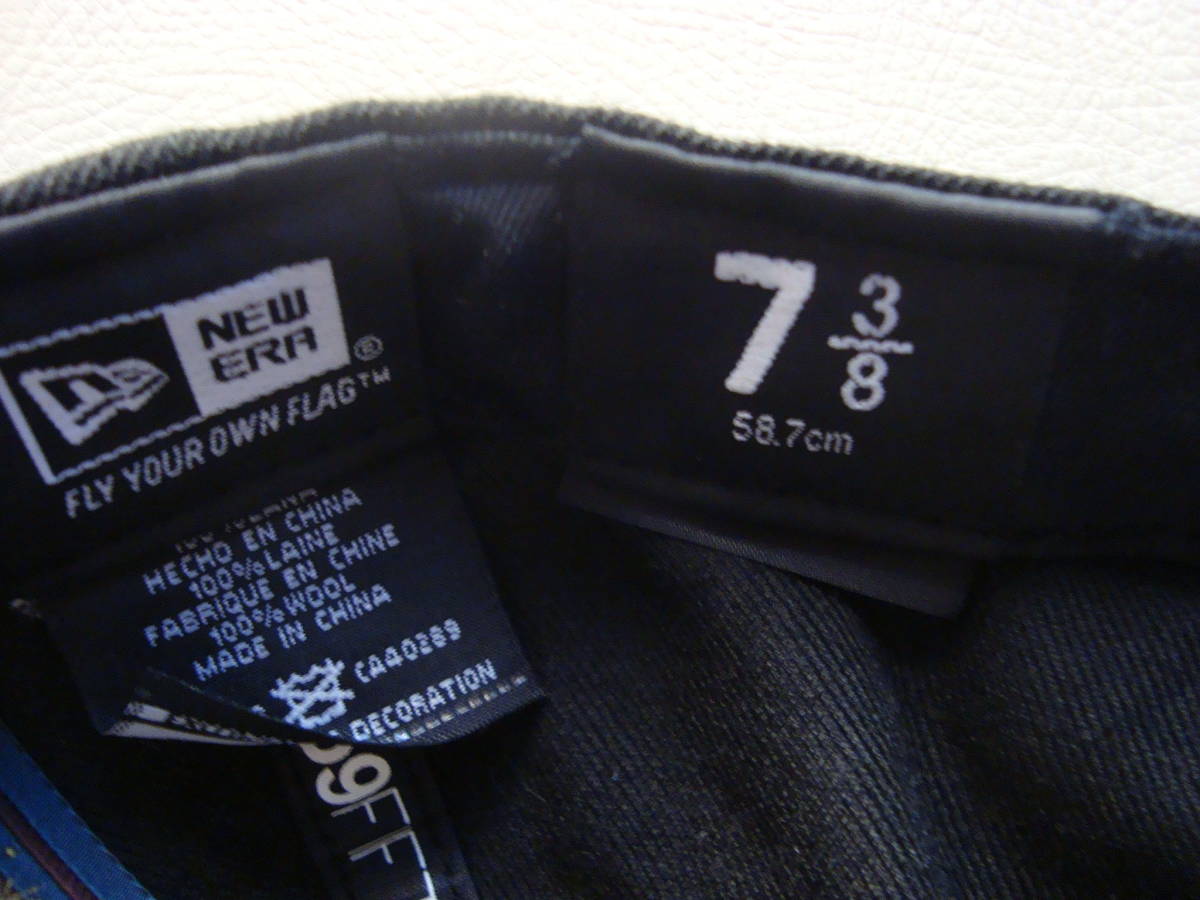 NEW
ERA®
FLY YOUR OWN FLAG™
HECHO EN CHINA
100% LAINE
FABRIQUE EN CHINE
100% WOOL
MADE IN CHINA
CA40289
DECORATION
9FIFT
7 3/8
58.7cm